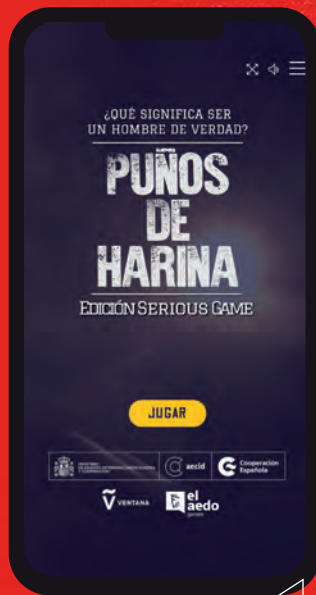 ¿QUÉ SIGNIFICA SER
UN HOMBRE DE VERDAD?
PUÑOS
DE
HARINA
EDICIÓN SERIOUS GAME
JUGAR
aecid
Cooperación
Española
VENTANA
el
aedo
games